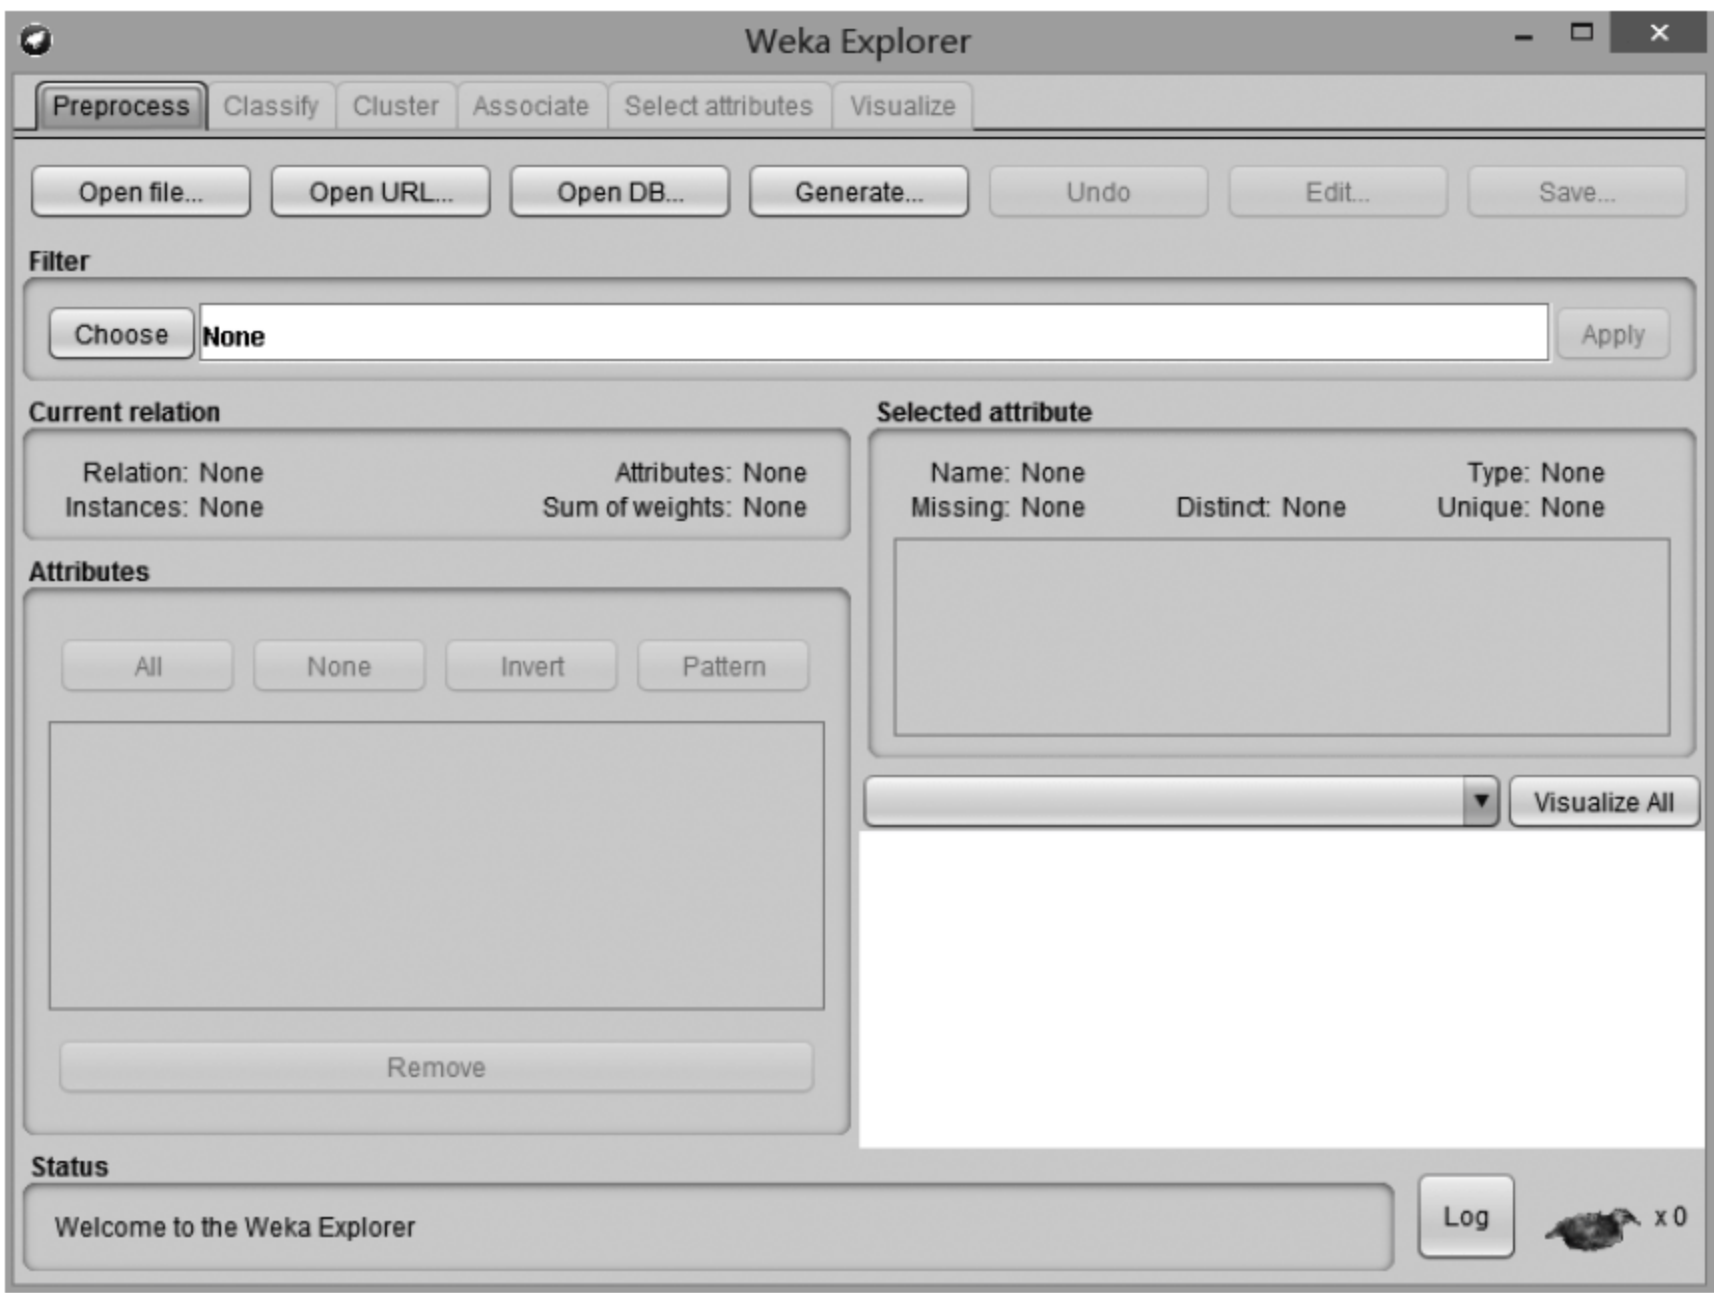 Weka Explorer
Preprocess Classify Cluster Associate Select attributes Visualize
Open file... Open URL... Open DB... Generate... Undo Edit... Save...
Filter
Choose None Apply
Current relation
Relation: None Attributes: None
Instances: None Sum of weights: None
Attributes
All None Invert Pattern
Remove
Selected attribute
Name: None Type: None
Missing: None Distinct: None Unique: None
Visualize All
Status
Welcome to the Weka Explorer
Log x 0